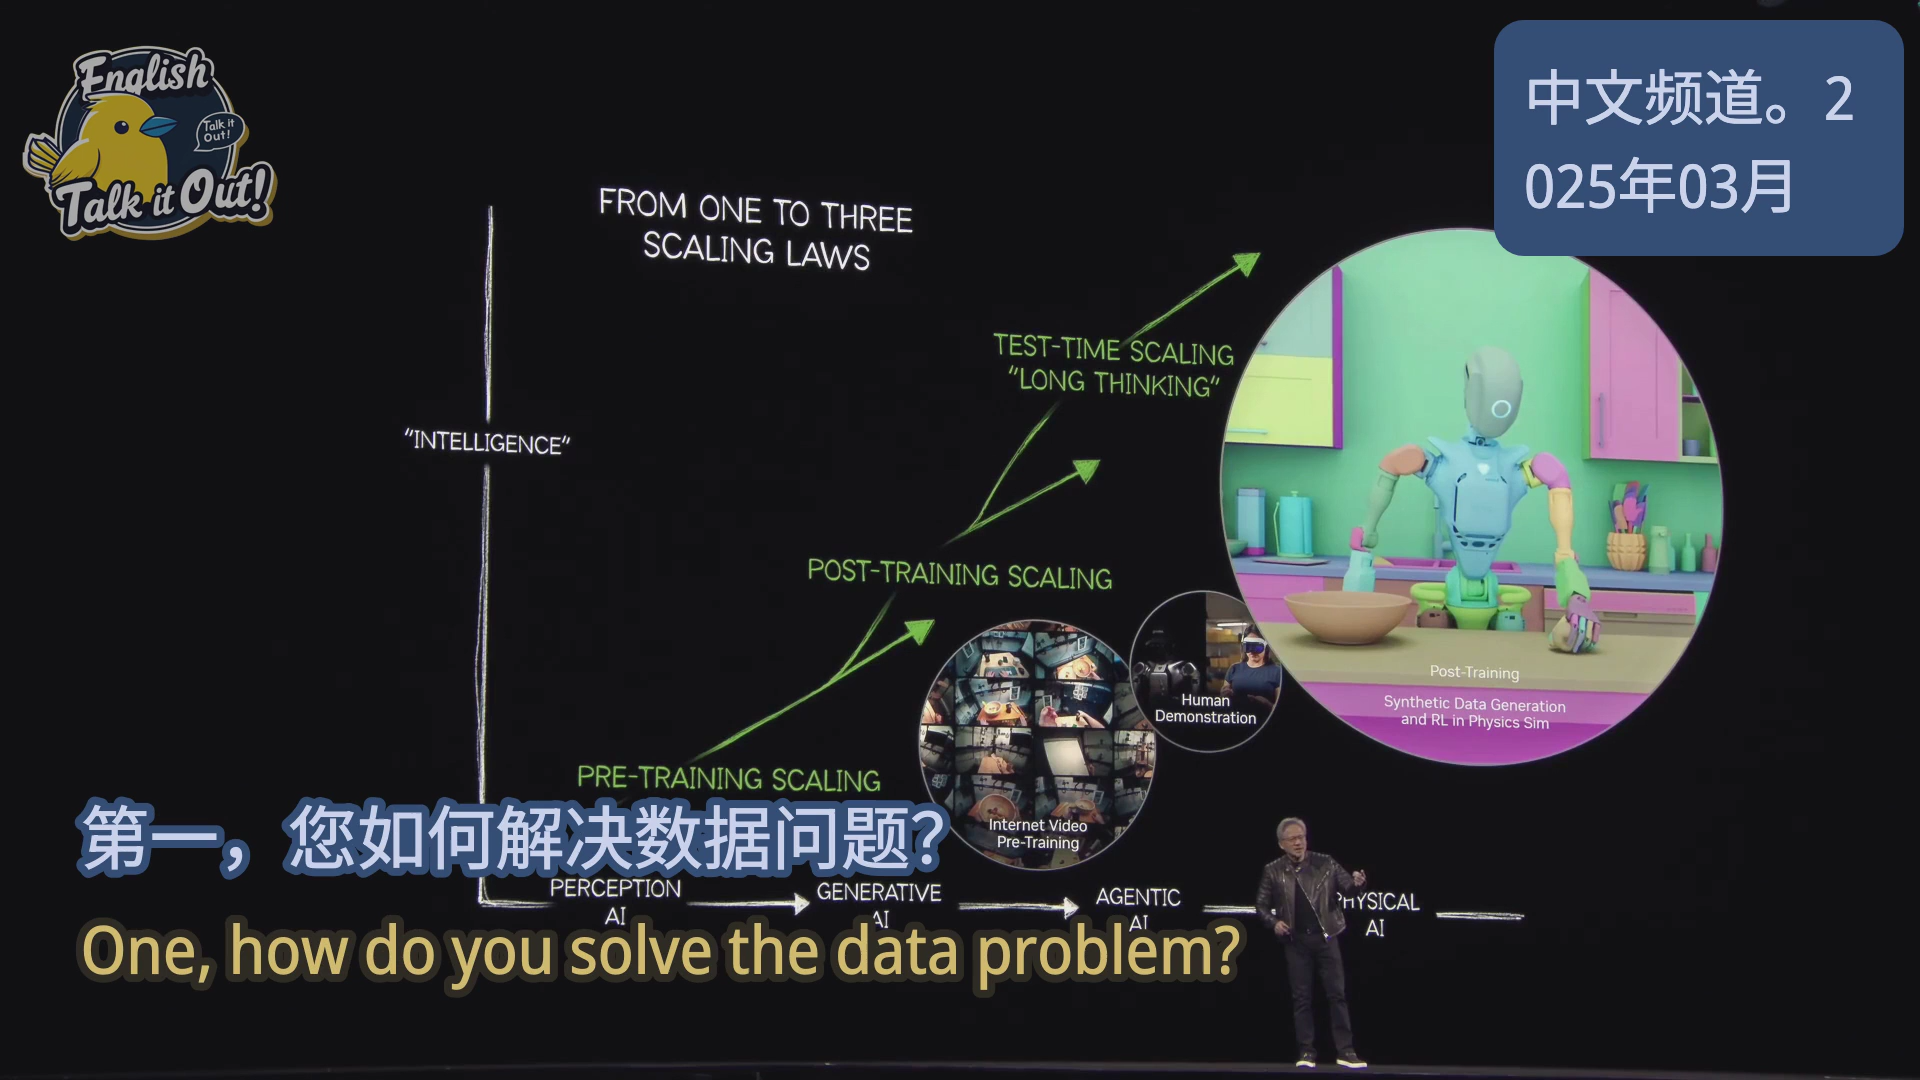 English
Talk it
Out!
Talk it Out!
中文频道。2
025年03月
FROM ONE TO THREE
SCALING LAWS
TEST-TIME SCALING
"LONG THINKING"
"INTELLIGENCE"
POST-TRAINING SCALING
PRE-TRAINING SCALING
Internet Video
Pre-Training
Human
Demonstration
Post-Training
Synthetic Data Generation
and RL in Physics Sim
第一，您如何解决数据问题？
PERCEPTION
AI
GENERATIVE
AI
AGENTIC
AI
PHYSICAL
AI
One, how do you solve the data problem?